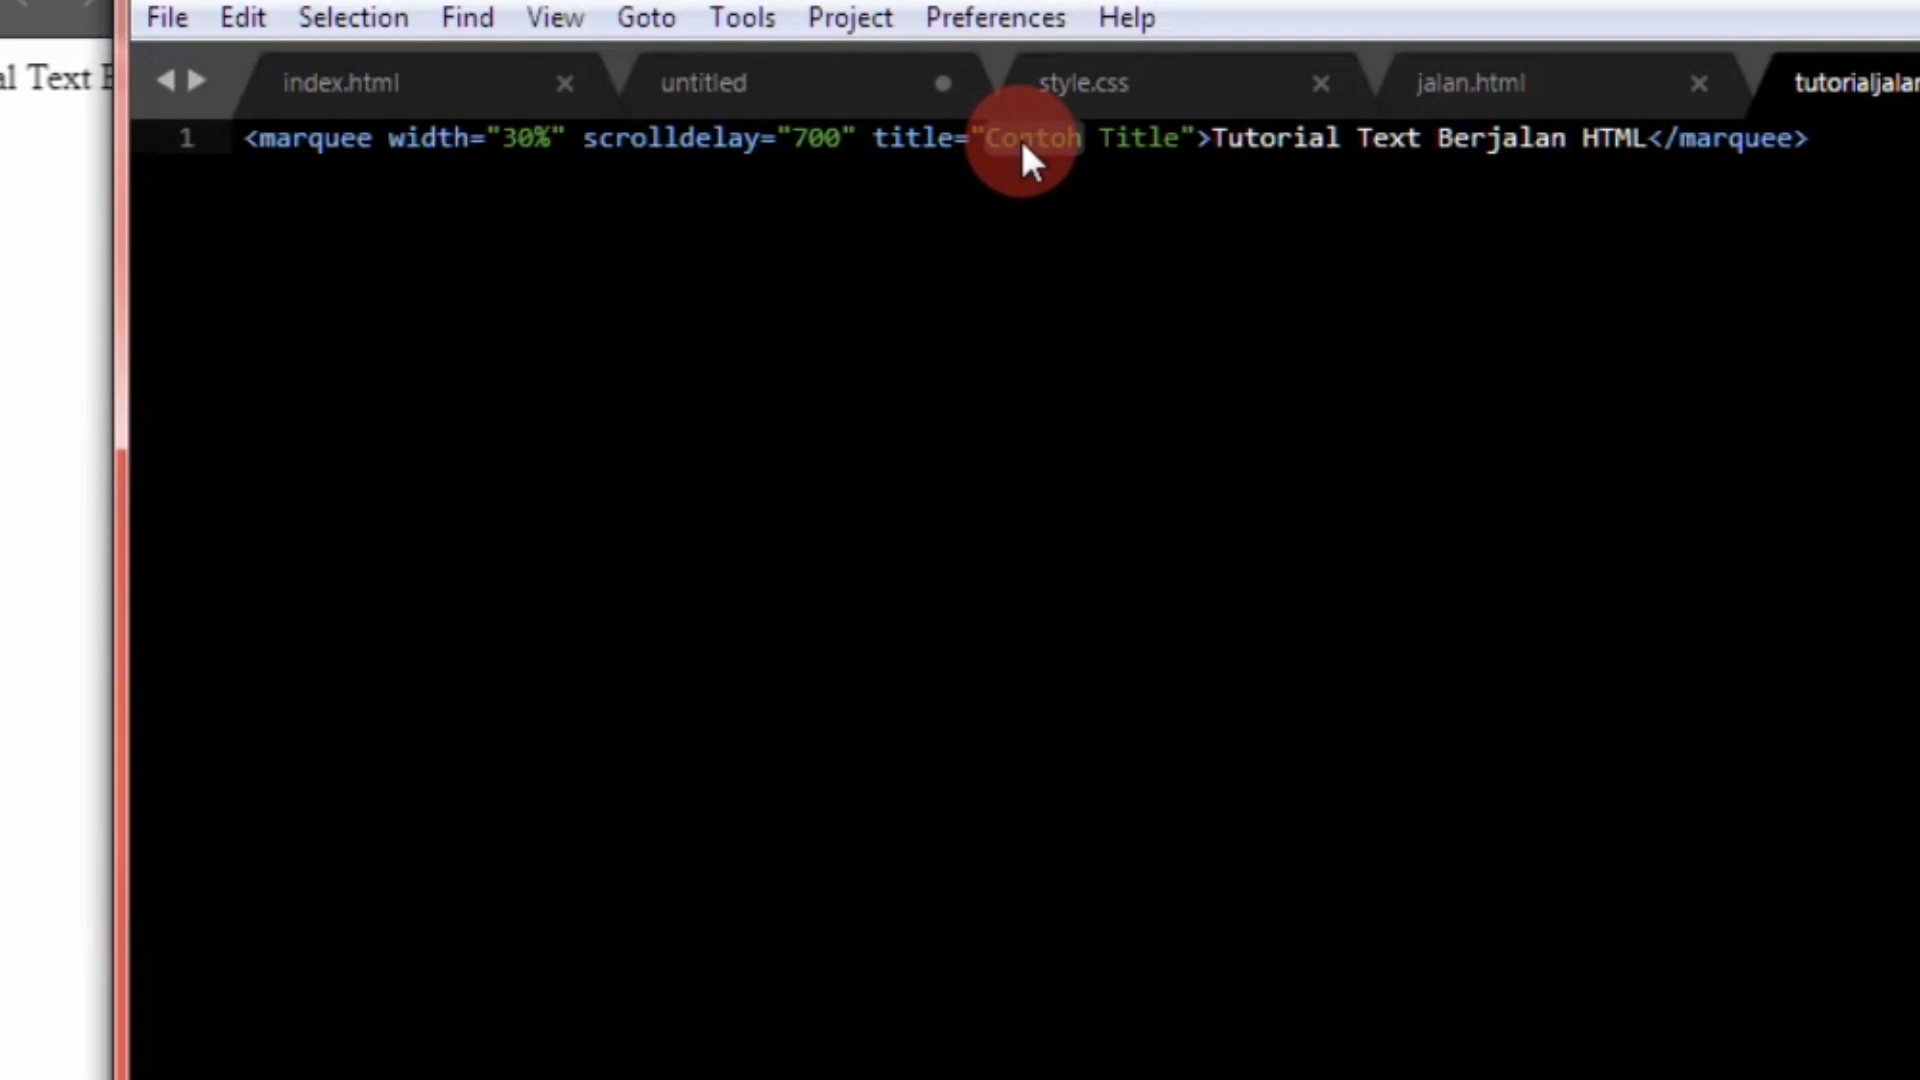 File Edit Selection Find View Goto Tools Project Preferences Help
al Text
index.html untitled style.css jalan.html tutorialjalan
1 <marquee width="30%" scrolldelay="700" title="Contoh Title">Tutorial Text Berjalan HTML</marquee>